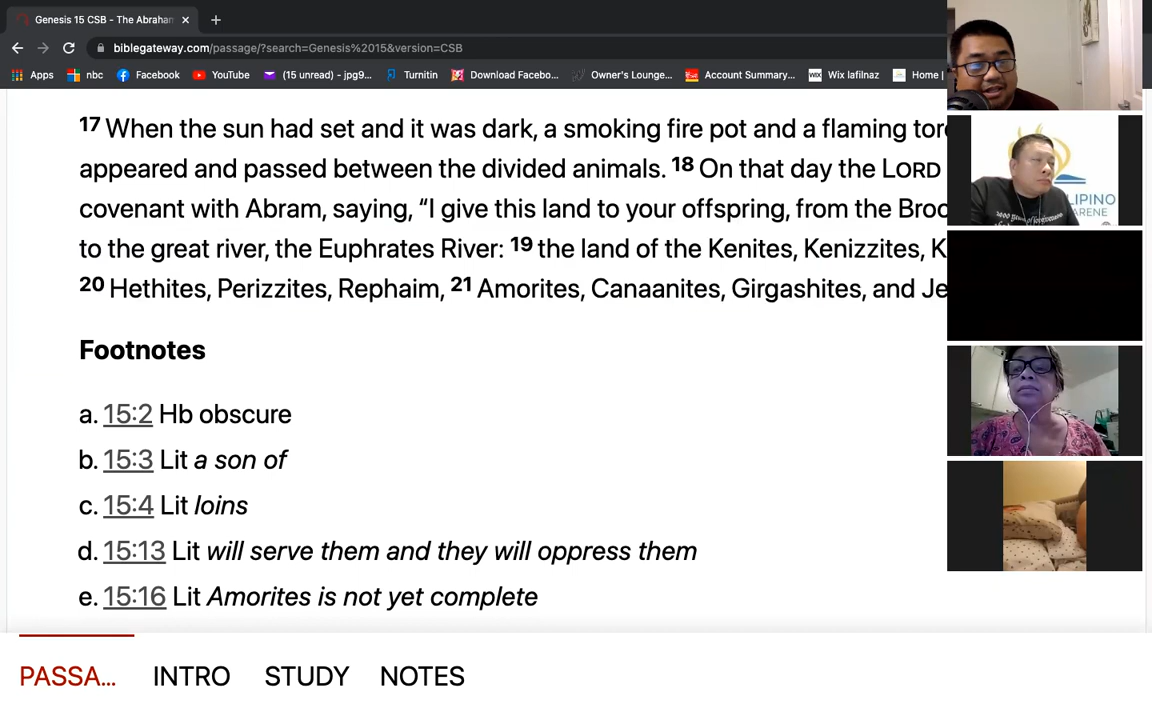 Genesis 15 CSB - The Abraham
biblegateway.com/passage/?search=Genesis%2015&version=CSB
Apps nbc Facebook YouTube (15 unread) - jpg9... Turnitin Download Facebo... Owner's Lounge... Account Summary... WIX Wix lafilnaz Home |
17 When the sun had set and it was dark, a smoking fire pot and a flaming tor
appeared and passed between the divided animals. 18 On that day the LORD
covenant with Abram, saying, “I give this land to your offspring, from the Broo
to the great river, the Euphrates River: 19 the land of the Kenites, Kenizzites, K
20 Hethites, Perizzites, Rephaim, 21 Amorites, Canaanites, Girgashites, and Je
Footnotes
a. 15:2 Hb obscure
b. 15:3 Lit a son of
c. 15:4 Lit loins
d. 15:13 Lit will serve them and they will oppress them
e. 15:16 Lit Amorites is not yet complete
PASSA... INTRO STUDY NOTES
LIPINO
ARENE
years of forgiveness